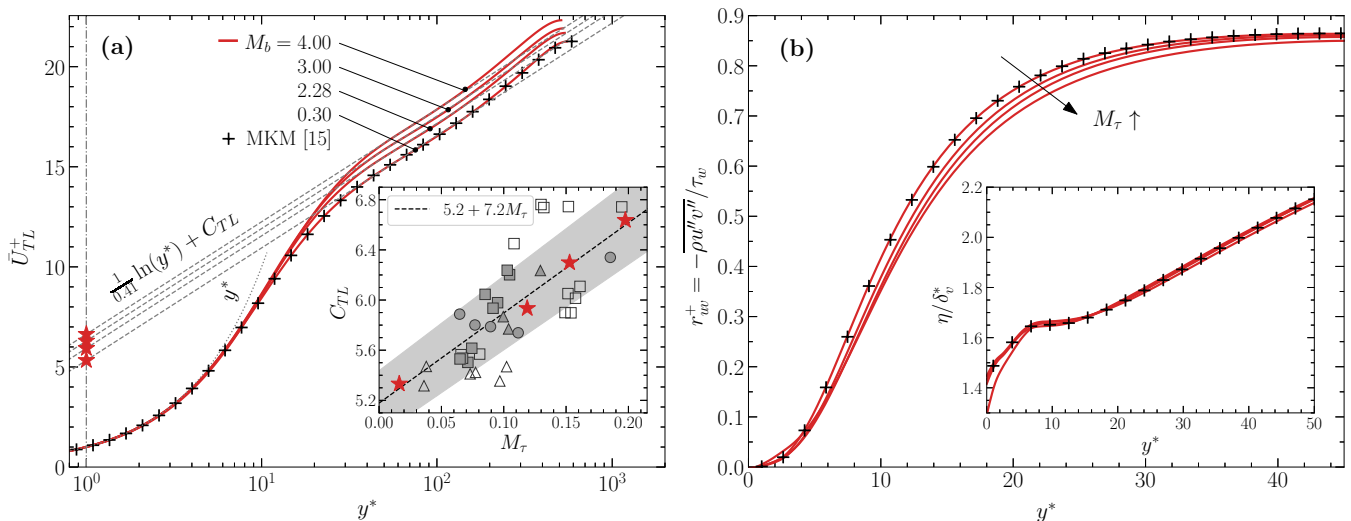 (a)
M_b = 4.00
3.00
2.28
0.30
MKM [15]
1/0.41 ln(y*) + C_TL
y*
Ū⁺_TL
20
15
10
5
0
10⁰ 10¹ 10² 10³
y*
5.2 + 7.2M_τ
C_TL
6.8
6.4
6.0
5.6
5.2
0.00 0.05 0.10 0.15 0.20
M_τ
(b)
M_τ ↑
r⁺_uv = −\overline{ρu''v''}/τ_w
0.9
0.8
0.7
0.6
0.5
0.4
0.3
0.2
0.1
0.0
0 10 20 30 40
y*
η/δ*_v
2.2
2.0
1.8
1.6
1.4
0 10 20 30 40 50
y*